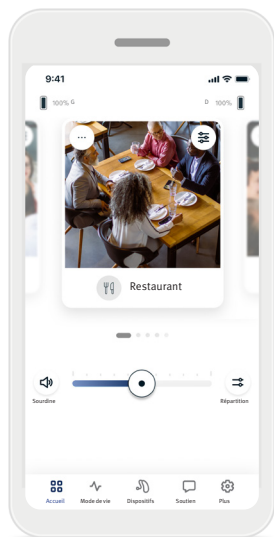 9:41
100% G
D 100%
Restaurant
Sourdine
Répartition
Accueil Mode de vie Dispositifs Soutien Plus